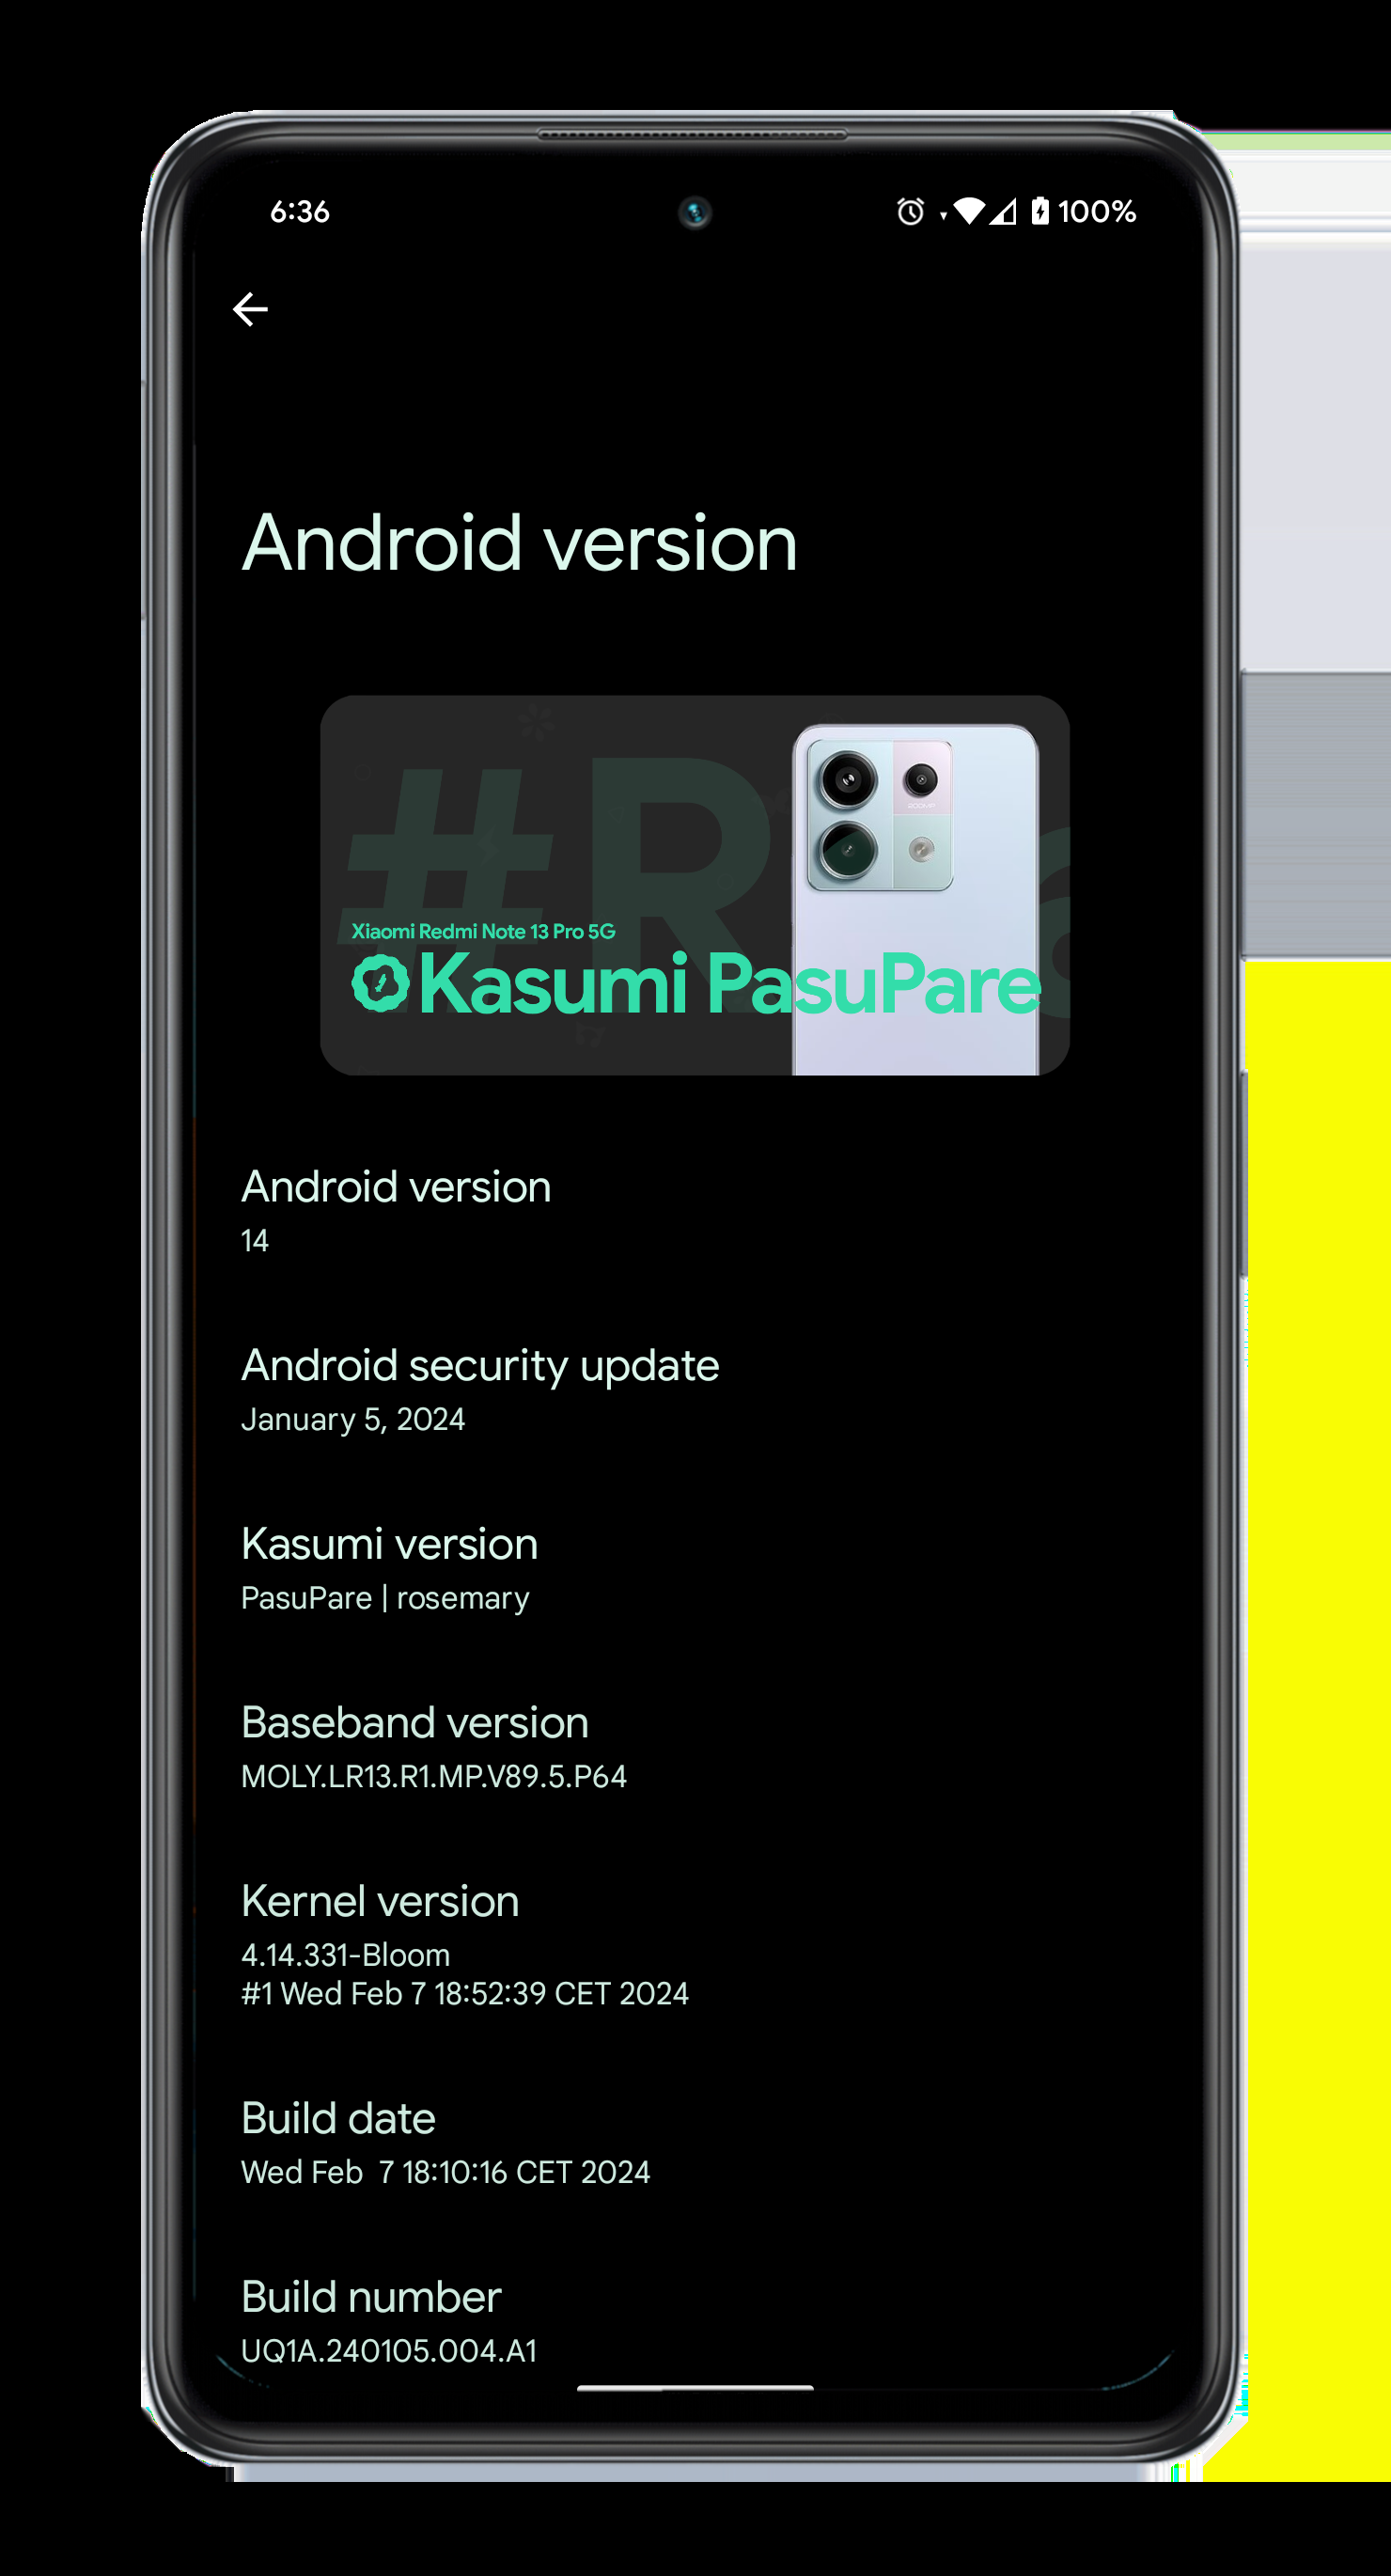 6:36
100%
Android version
#R a
200MP
Xiaomi Redmi Note 13 Pro 5G
Kasumi PasuPare
Android version
14
Android security update
January 5, 2024
Kasumi version
PasuPare | rosemary
Baseband version
MOLY.LR13.R1.MP.V89.5.P64
Kernel version
4.14.331-Bloom
#1 Wed Feb 7 18:52:39 CET 2024
Build date
Wed Feb  7 18:10:16 CET 2024
Build number
UQ1A.240105.004.A1